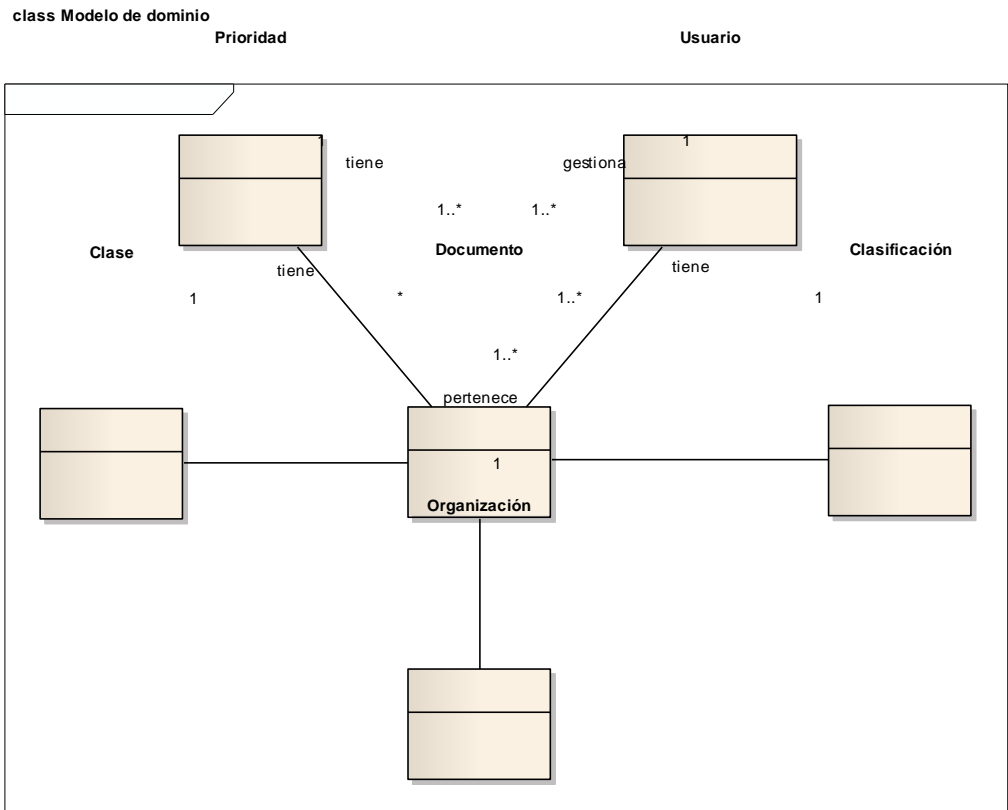 class Modelo de dominio
Prioridad Usuario
1 1
tiene gestiona
1..* 1..*
Clase Documento Clasificación
tiene tiene
1 * 1..* 1
1..*
pertenece
1
Organización